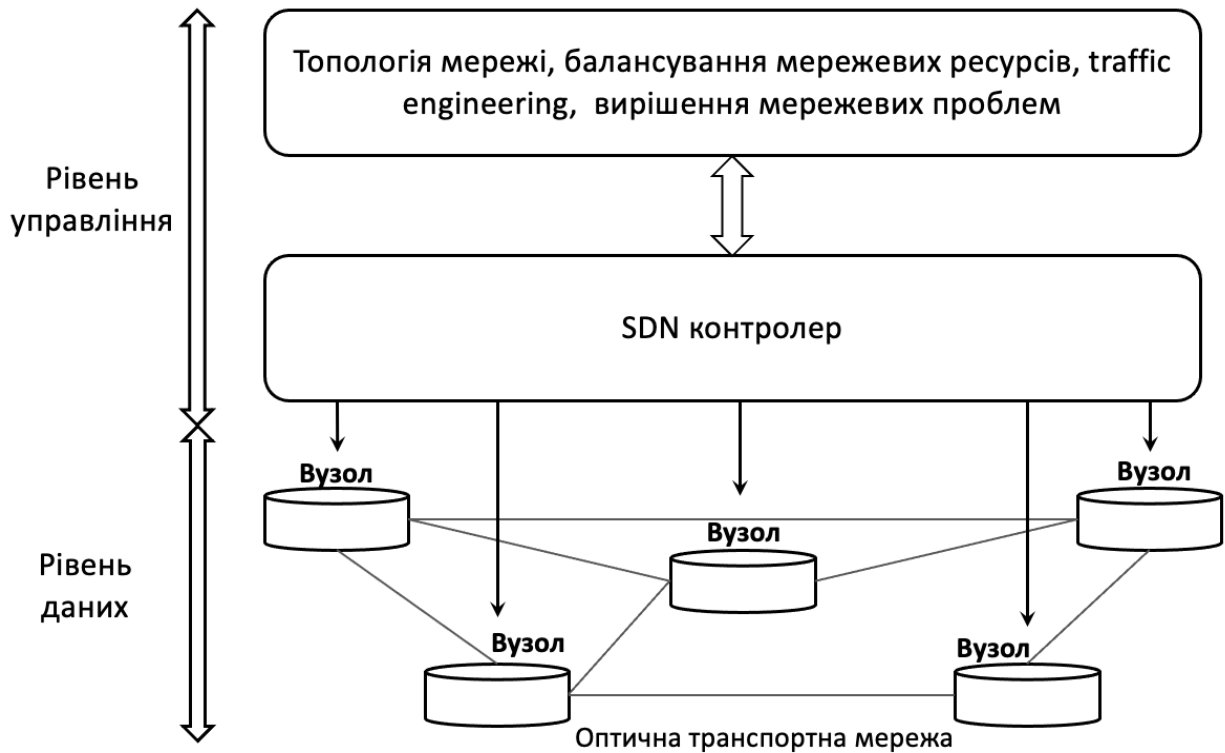 Топологія мережі, балансування мережевих ресурсів, traffic
engineering,  вирішення мережевих проблем
Рівень
управління
SDN контролер
Вузол
Вузол
Вузол
Рівень
даних
Вузол
Вузол
Оптична транспортна мережа